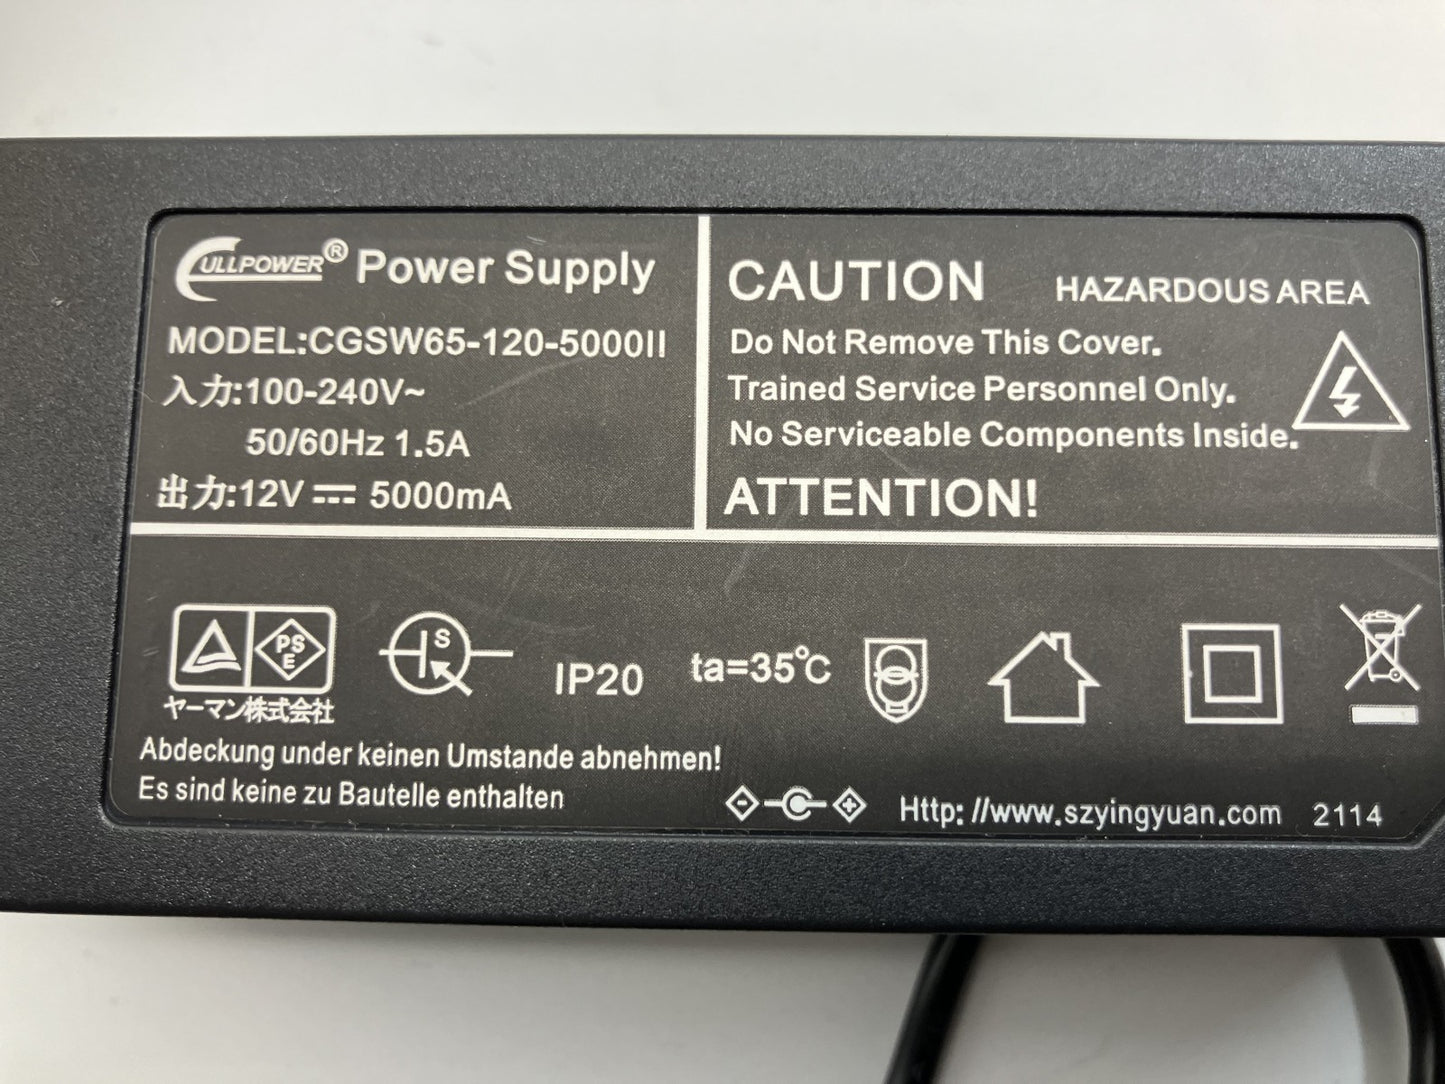 CULLPOWER® Power Supply
MODEL:CGSW65-120-5000II
入力:100-240V~
50/60Hz 1.5A
出力:12V ⎓ 5000mA
CAUTION HAZARDOUS AREA
Do Not Remove This Cover.
Trained Service Personnel Only.
No Serviceable Components Inside.
ATTENTION!
PS
E
ヤーマン株式会社
S
IP20
ta=35℃
Abdeckung under keinen Umstande abnehmen!
Es sind keine zu Bautelle enthalten
Http: //www.szyingyuan.com 2114